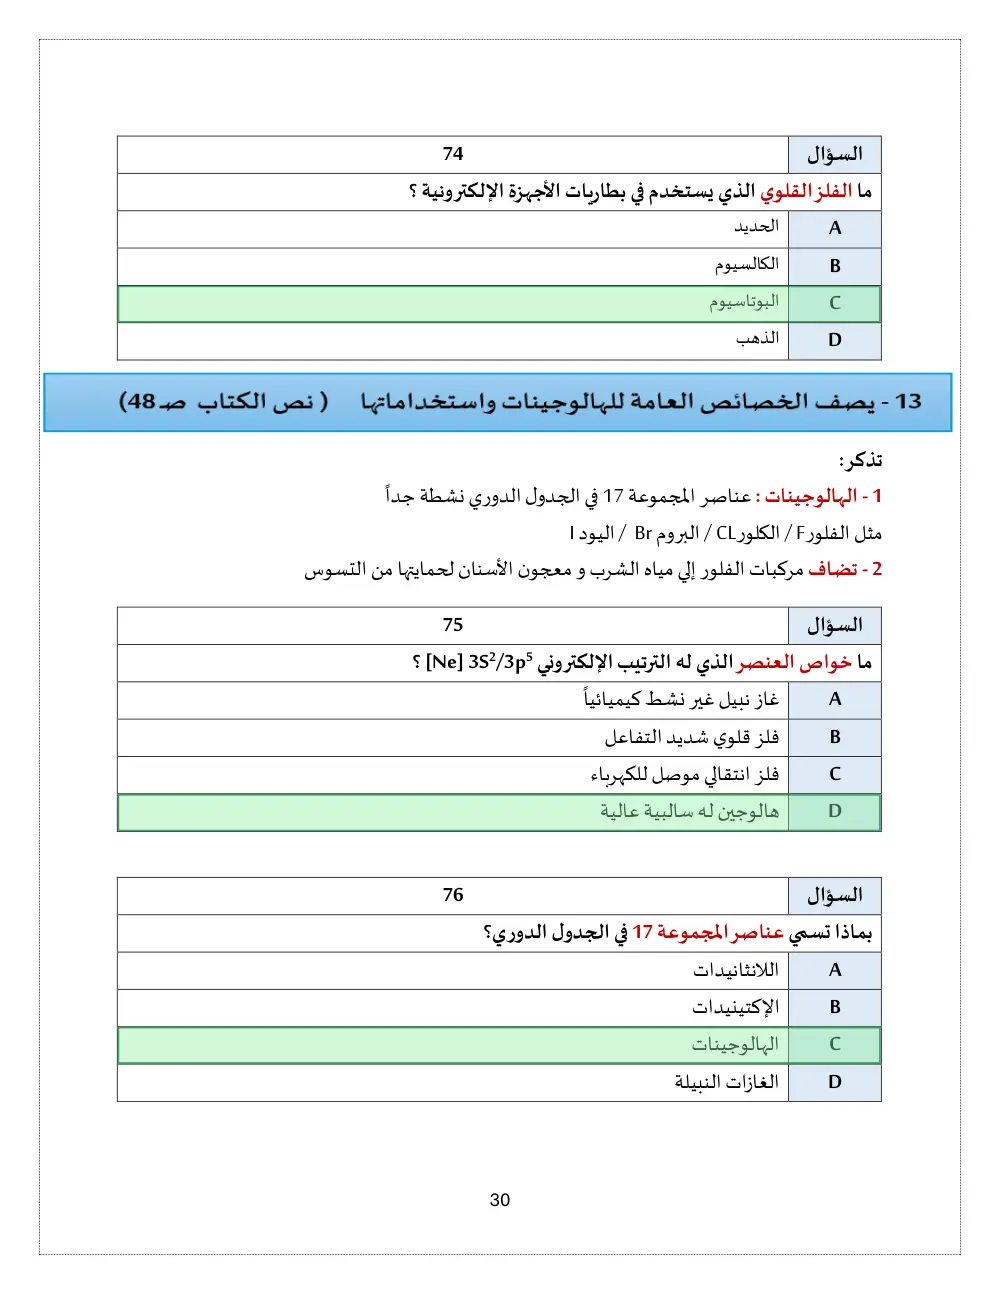 السؤال 74
ما الفلز القلوي الذي يستخدم في بطاريات الأجهزة الإلكترونية ؟
A الحديد
B الكالسيوم
C البوتاسيوم
D الذهب
13 - يصف الخصائص العامة للهالوجينات واستخداماتها ( نص الكتاب صـ 48)
تذكر:
1 - الهالوجينات : عناصر المجموعة 17 في الجدول الدوري نشطة جداً
مثل الفلور F / الكلور CL / البروم Br / اليود I
2 - تضاف مركبات الفلور إلي مياه الشرب و معجون الأسنان لحمايتها من التسوس
السؤال 75
ما خواص العنصر الذي له الترتيب الإلكتروني [Ne] 3S²/3p⁵ ؟
A غاز نبيل غير نشط كيميائياً
B فلز قلوي شديد التفاعل
C فلز انتقالي موصل للكهرباء
D هالوجين له سالبية عالية
السؤال 76
بماذا تسمي عناصر المجموعة 17 في الجدول الدوري؟
A اللانثانيدات
B الإكتينيدات
C الهالوجينات
D الغازات النبيلة
30